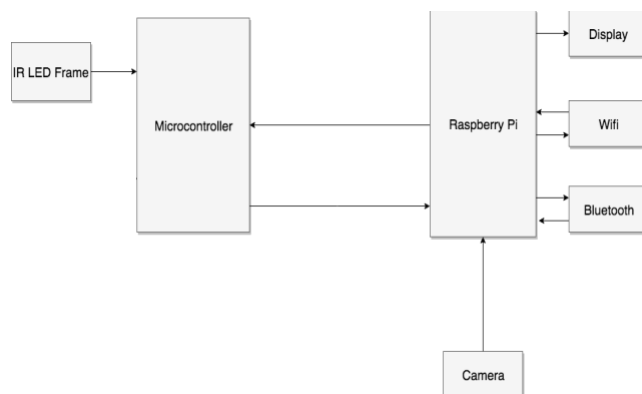 Display
IR LED Frame
Microcontroller
Raspberry Pi
Wifi
Bluetooth
Camera